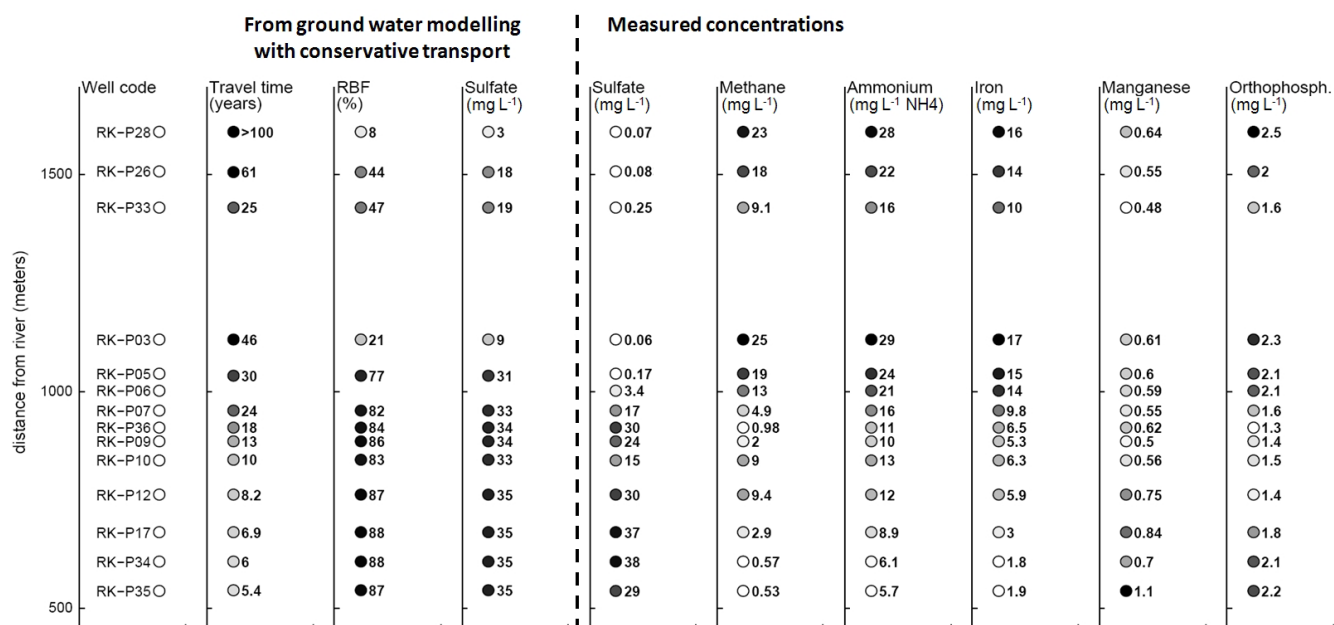 From ground water modelling
with conservative transport
Measured concentrations
Well code Travel time (years) RBF (%) Sulfate (mg L-1) Sulfate (mg L-1) Methane (mg L-1) Ammonium (mg L-1 NH4) Iron (mg L-1) Manganese (mg L-1) Orthophosph. (mg L-1)
RK−P28 >100 8 3 0.07 23 28 16 0.64 2.5
1500
RK−P26 61 44 18 0.08 18 22 14 0.55 2
RK−P33 25 47 19 0.25 9.1 16 10 0.48 1.6
distance from river (meters)
RK−P03 46 21 9 0.06 25 29 17 0.61 2.3
RK−P05 30 77 31 0.17 19 24 15 0.6 2.1
1000
RK−P06 3.4 13 21 14 0.59 2.1
RK−P07 24 82 33 17 4.9 16 9.8 0.55 1.6
RK−P36 18 84 34 30 0.98 11 6.5 0.62 1.3
RK−P09 13 86 34 24 2 10 5.3 0.5 1.4
RK−P10 10 83 33 15 9 13 6.3 0.56 1.5
RK−P12 8.2 87 35 30 9.4 12 5.9 0.75 1.4
RK−P17 6.9 88 35 37 2.9 8.9 3 0.84 1.8
RK−P34 6 88 35 38 0.57 6.1 1.8 0.7 2.1
RK−P35 5.4 87 35 29 0.53 5.7 1.9 1.1 2.2
500